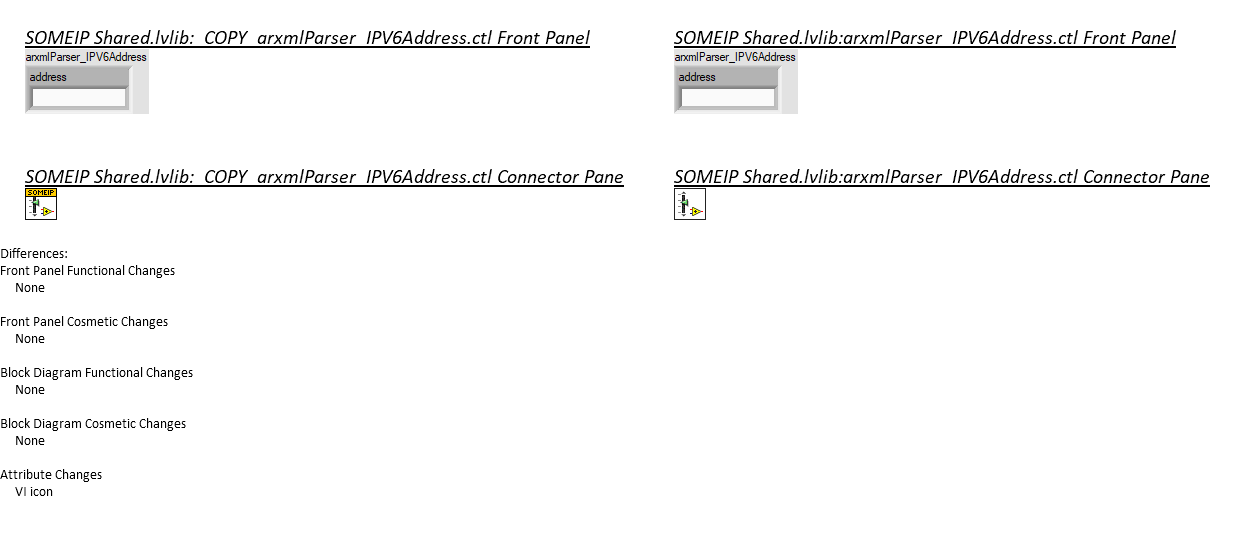 SOMEIP Shared.lvlib:_COPY_arxmlParser_IPV6Address.ctl Front Panel
arxmlParser_IPV6Address
address
SOMEIP Shared.lvlib:arxmlParser_IPV6Address.ctl Front Panel
arxmlParser_IPV6Address
address
SOMEIP Shared.lvlib:_COPY_arxmlParser_IPV6Address.ctl Connector Pane
SOMEIP
SOMEIP Shared.lvlib:arxmlParser_IPV6Address.ctl Connector Pane
Differences:
Front Panel Functional Changes
None
Front Panel Cosmetic Changes
None
Block Diagram Functional Changes
None
Block Diagram Cosmetic Changes
None
Attribute Changes
VI icon